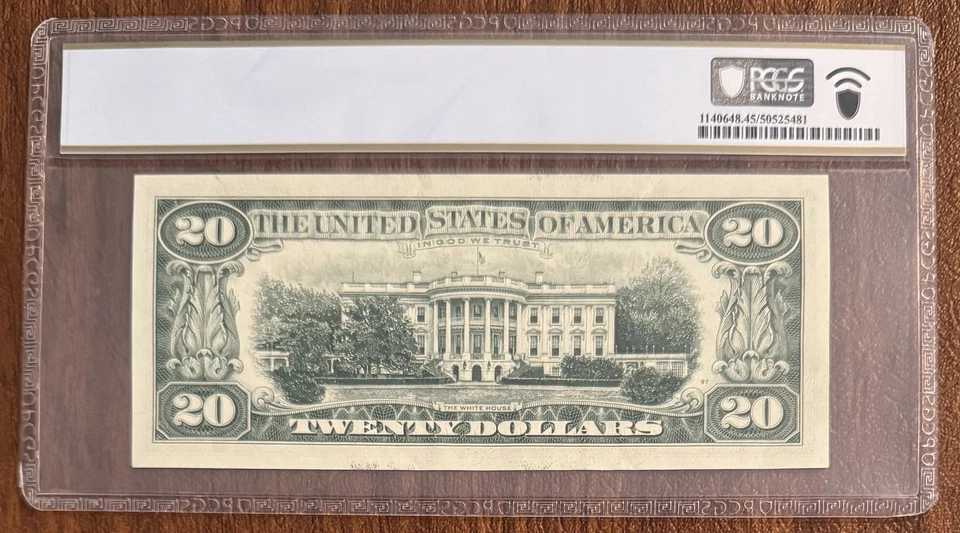 PCGS
BANKNOTE
1140648.45/50525481
20 THE UNITED STATES OF AMERICA 20
IN GOD WE TRUST
97
THE WHITE HOUSE
20 TWENTY DOLLARS 20